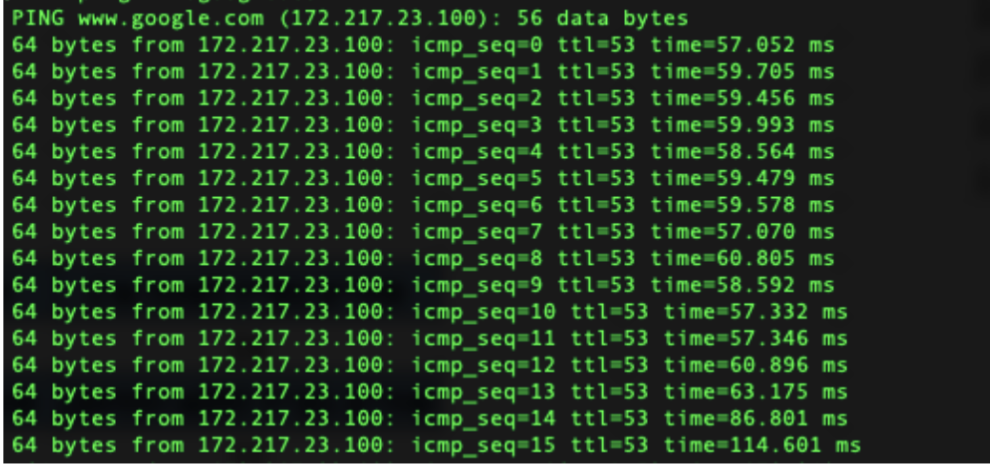 PING www.google.com (172.217.23.100): 56 data bytes
64 bytes from 172.217.23.100: icmp_seq=0 ttl=53 time=57.052 ms
64 bytes from 172.217.23.100: icmp_seq=1 ttl=53 time=59.705 ms
64 bytes from 172.217.23.100: icmp_seq=2 ttl=53 time=59.456 ms
64 bytes from 172.217.23.100: icmp_seq=3 ttl=53 time=59.993 ms
64 bytes from 172.217.23.100: icmp_seq=4 ttl=53 time=58.564 ms
64 bytes from 172.217.23.100: icmp_seq=5 ttl=53 time=59.479 ms
64 bytes from 172.217.23.100: icmp_seq=6 ttl=53 time=59.578 ms
64 bytes from 172.217.23.100: icmp_seq=7 ttl=53 time=57.070 ms
64 bytes from 172.217.23.100: icmp_seq=8 ttl=53 time=60.805 ms
64 bytes from 172.217.23.100: icmp_seq=9 ttl=53 time=58.592 ms
64 bytes from 172.217.23.100: icmp_seq=10 ttl=53 time=57.332 ms
64 bytes from 172.217.23.100: icmp_seq=11 ttl=53 time=57.346 ms
64 bytes from 172.217.23.100: icmp_seq=12 ttl=53 time=60.896 ms
64 bytes from 172.217.23.100: icmp_seq=13 ttl=53 time=63.175 ms
64 bytes from 172.217.23.100: icmp_seq=14 ttl=53 time=86.801 ms
64 bytes from 172.217.23.100: icmp_seq=15 ttl=53 time=114.601 ms